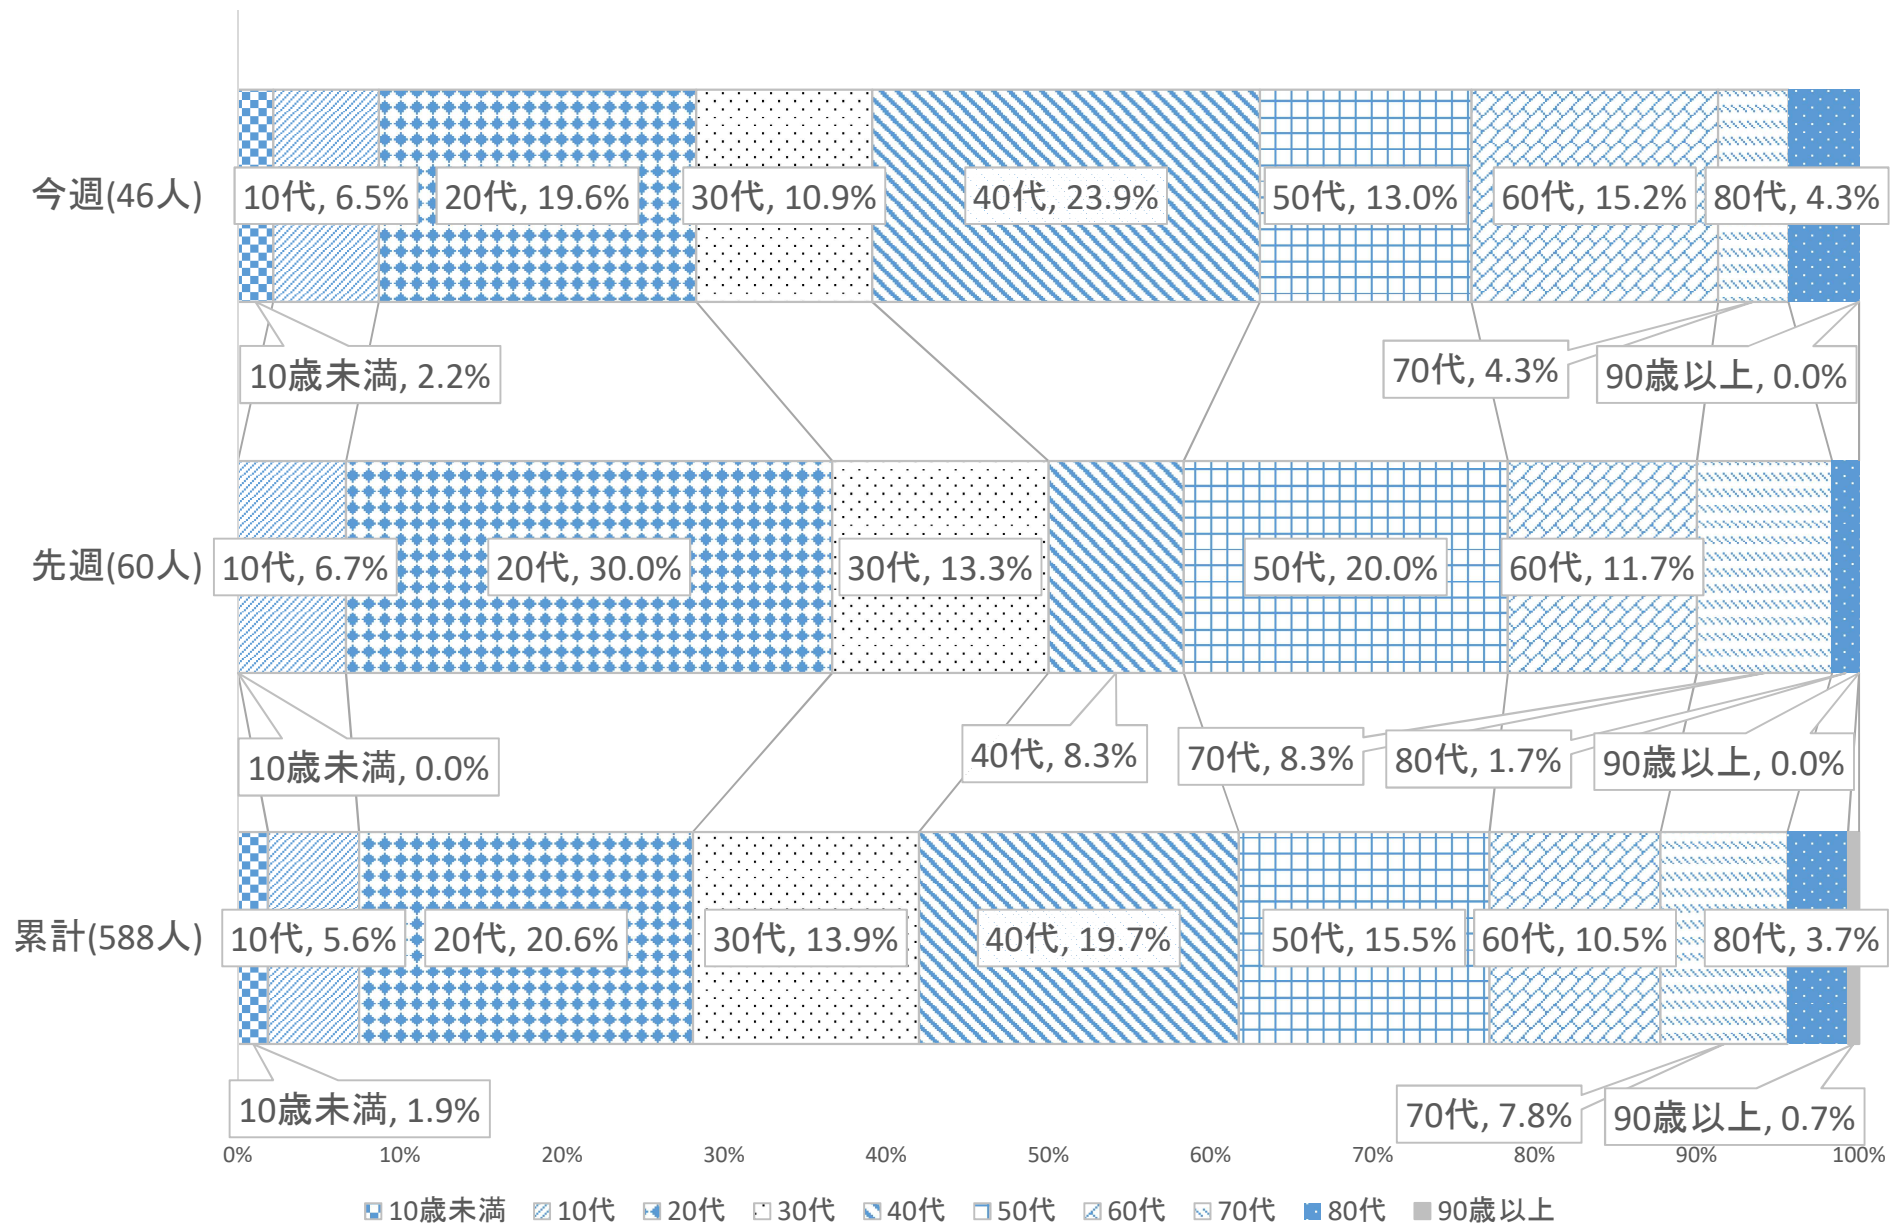 今週(46人)
10代, 6.5%
20代, 19.6%
30代, 10.9%
40代, 23.9%
50代, 13.0%
60代, 15.2%
80代, 4.3%
10歳未満, 2.2%
70代, 4.3%
90歳以上, 0.0%
先週(60人)
10代, 6.7%
20代, 30.0%
30代, 13.3%
50代, 20.0%
60代, 11.7%
10歳未満, 0.0%
40代, 8.3%
70代, 8.3%
80代, 1.7%
90歳以上, 0.0%
累計(588人)
10代, 5.6%
20代, 20.6%
30代, 13.9%
40代, 19.7%
50代, 15.5%
60代, 10.5%
80代, 3.7%
10歳未満, 1.9%
70代, 7.8%
90歳以上, 0.7%
0% 10% 20% 30% 40% 50% 60% 70% 80% 90% 100%
10歳未満 10代 20代 30代 40代 50代 60代 70代 80代 90歳以上